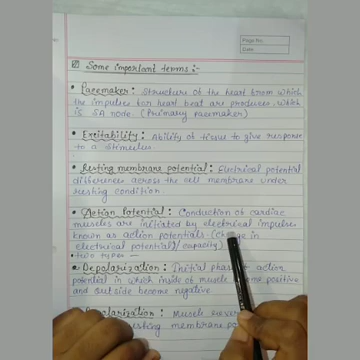 Page No.
Date
Some important terms :-
• Pacemaker : Structure of the heart from which
the impulses for heart beat are produces. Which
is SA node. (Primary pacemaker)
• Excitability : Ability of tissue to give response
to a stimulus.
• Resting membrane potential : Electrical potential
difference across the cell membrane under
resting condition.
• Action Potential : Conduction of cardiac
muscles are initiated by electrical impulses
known as action potentials. (Change in
electrical potential / capacity)
• two types —
• Depolarization : Initial phase of action
potential in which inside of muscle become positive
and outside become negative.
Muscle
resting membrane